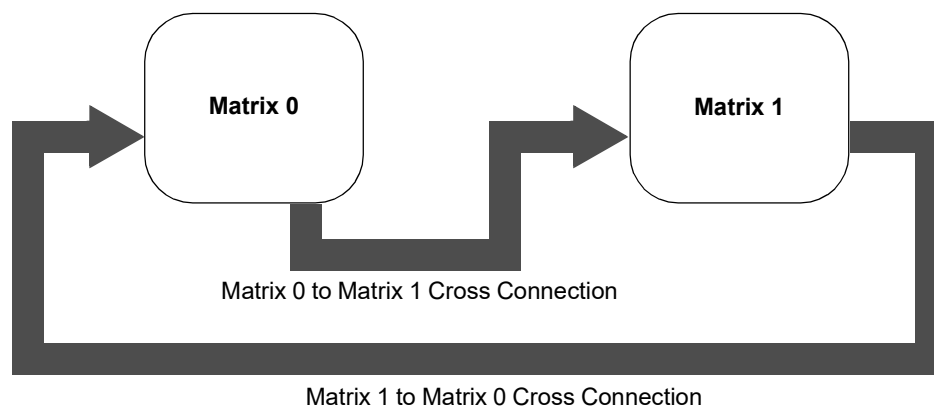 Matrix 0
Matrix 1
Matrix 0 to Matrix 1 Cross Connection
Matrix 1 to Matrix 0 Cross Connection